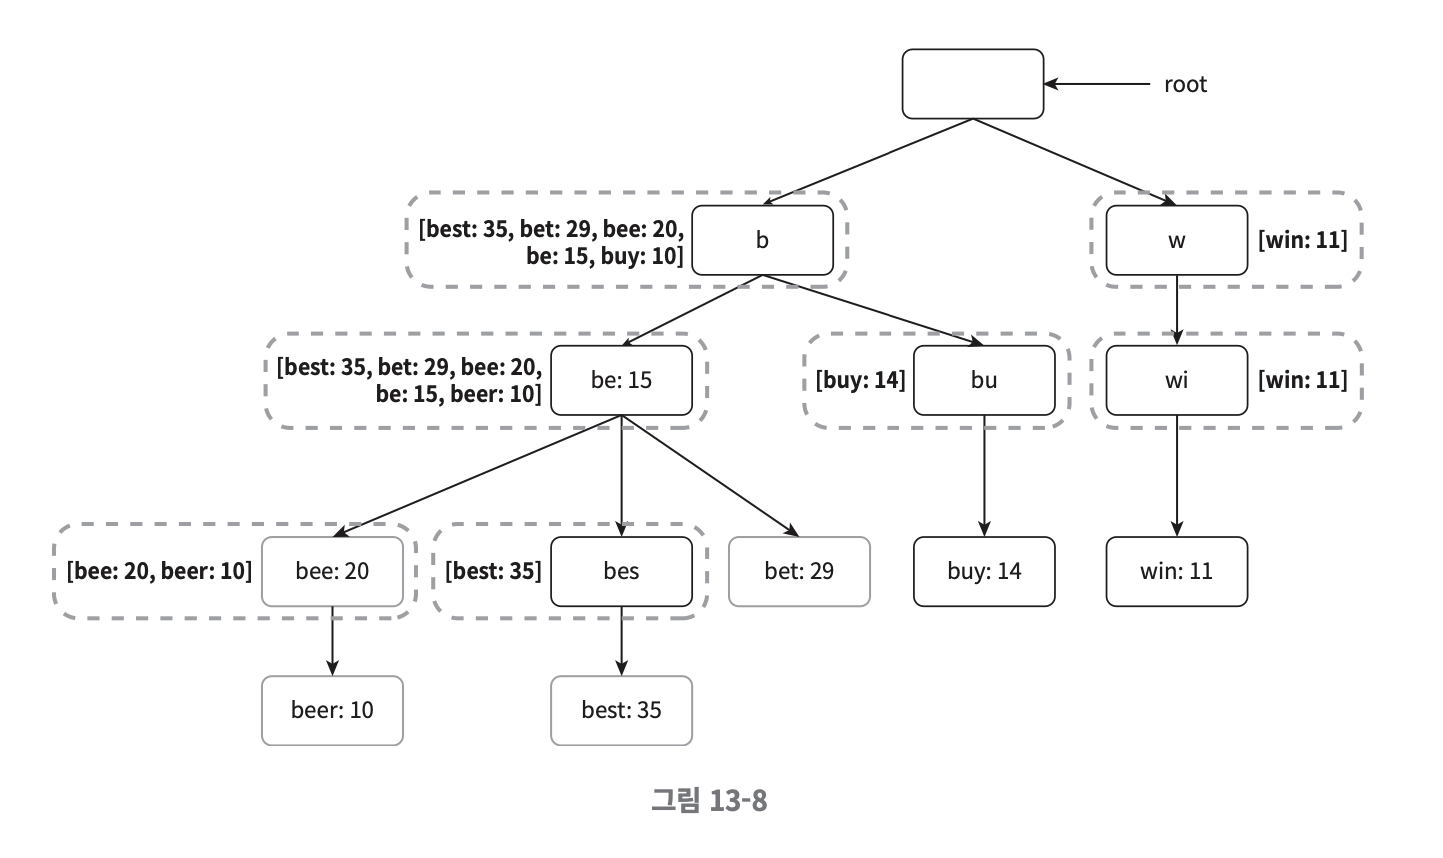 root
[best: 35, bet: 29, bee: 20,
be: 15, buy: 10]
b
w
[win: 11]
[best: 35, bet: 29, bee: 20,
be: 15, beer: 10]
be: 15
[buy: 14]
bu
wi
[win: 11]
[bee: 20, beer: 10]
bee: 20
[best: 35]
bes
bet: 29
buy: 14
win: 11
beer: 10
best: 35
그림 13-8